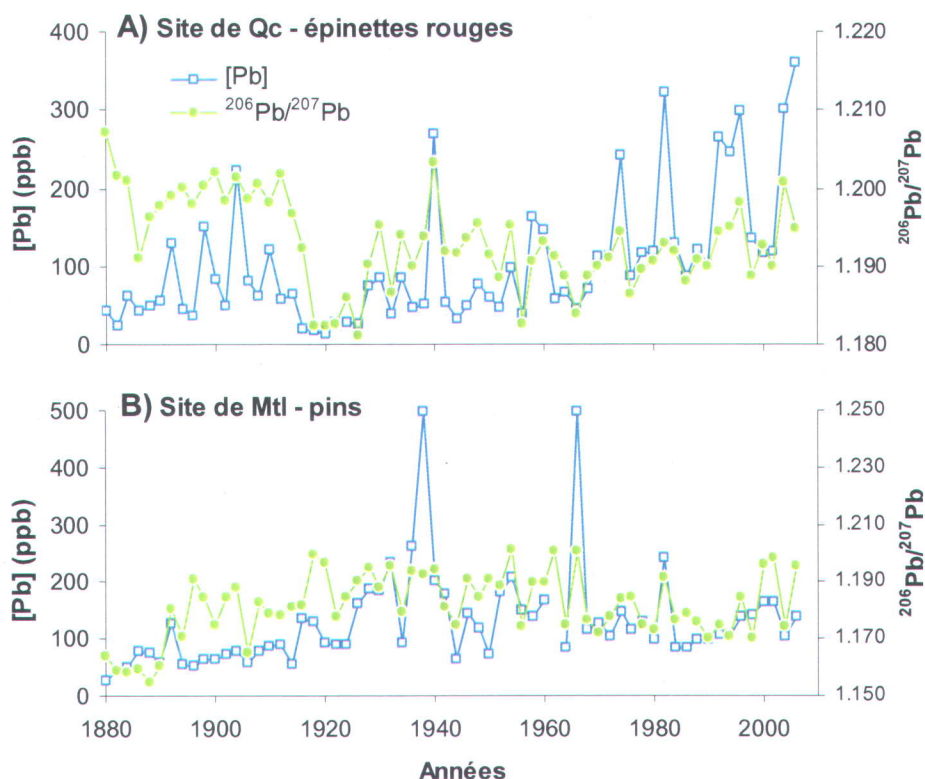 A) Site de Qc - épinettes rouges
[Pb]
206Pb/207Pb
[Pb] (ppb)
400
300
200
100
0
206Pb/207Pb
1.220
1.210
1.200
1.190
1.180
B) Site de Mtl - pins
[Pb] (ppb)
500
400
300
200
100
0
206Pb/207Pb
1.250
1.230
1.210
1.190
1.170
1.150
1880 1900 1920 1940 1960 1980 2000
Années